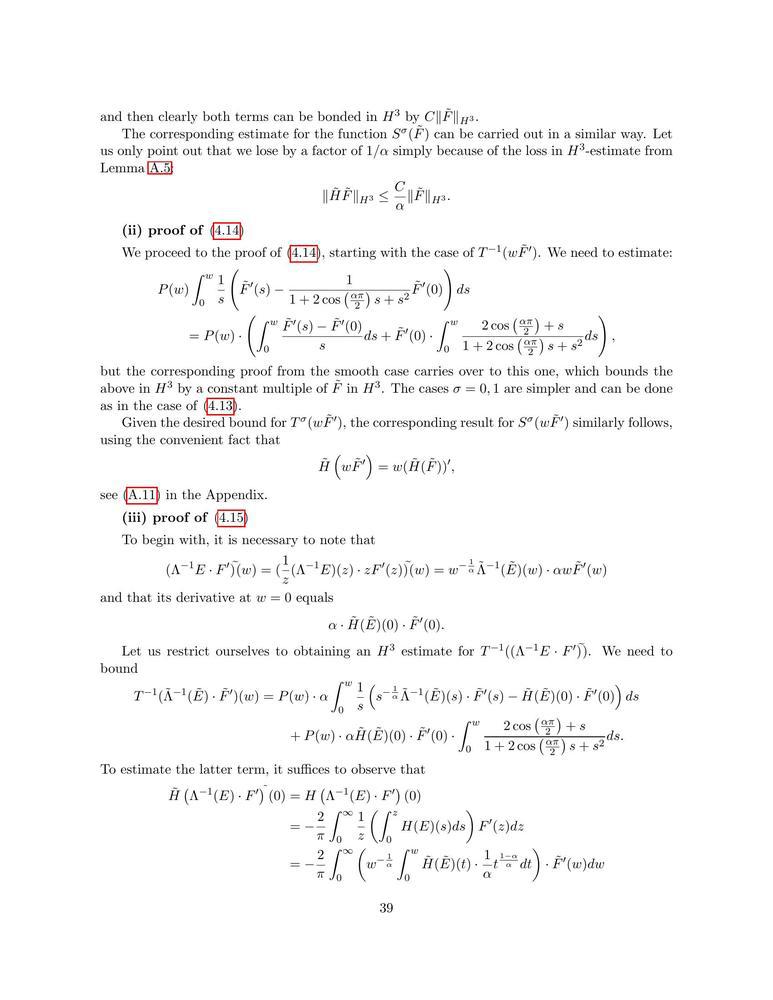 and then clearly both terms can be bonded in $H^3$ by $C\|\tilde{F}\|_{H^3}$.
The corresponding estimate for the function $S^\sigma(\tilde{F})$ can be carried out in a similar way. Let
us only point out that we lose by a factor of $1/\alpha$ simply because of the loss in $H^3$-estimate from
Lemma A.5:
$$\|\tilde{H}\tilde{F}\|_{H^3} \leq \frac{C}{\alpha}\|\tilde{F}\|_{H^3}.$$
(ii) proof of (4.14)
We proceed to the proof of (4.14), starting with the case of $T^{-1}(w\tilde{F}')$. We need to estimate:
$$P(w)\int_0^w \frac{1}{s}\left(\tilde{F}'(s) - \frac{1}{1+2\cos\left(\frac{\alpha\pi}{2}\right)s+s^2}\tilde{F}'(0)\right)ds$$
$$= P(w)\cdot\left(\int_0^w \frac{\tilde{F}'(s)-\tilde{F}'(0)}{s}ds + \tilde{F}'(0)\cdot\int_0^w \frac{2\cos\left(\frac{\alpha\pi}{2}\right)+s}{1+2\cos\left(\frac{\alpha\pi}{2}\right)s+s^2}ds\right),$$
but the corresponding proof from the smooth case carries over to this one, which bounds the
above in $H^3$ by a constant multiple of $\tilde{F}$ in $H^3$. The cases $\sigma = 0, 1$ are simpler and can be done
as in the case of (4.13).
Given the desired bound for $T^\sigma(w\tilde{F}')$, the corresponding result for $S^\sigma(w\tilde{F}')$ similarly follows,
using the convenient fact that
$$\tilde{H}\left(w\tilde{F}'\right) = w(\tilde{H}(\tilde{F}))',$$
see (A.11) in the Appendix.
(iii) proof of (4.15)
To begin with, it is necessary to note that
$$(\Lambda^{-1}E\cdot F'\tilde{)}(w) = (\frac{1}{z}(\Lambda^{-1}E)(z)\cdot zF'(z)\tilde{)}(w) = w^{-\frac{1}{\alpha}}\tilde{\Lambda}^{-1}(\tilde{E})(w)\cdot\alpha w\tilde{F}'(w)$$
and that its derivative at $w = 0$ equals
$$\alpha\cdot\tilde{H}(\tilde{E})(0)\cdot\tilde{F}'(0).$$
Let us restrict ourselves to obtaining an $H^3$ estimate for $T^{-1}((\Lambda^{-1}E\cdot F'\tilde{)})$. We need to
bound
$$T^{-1}(\tilde{\Lambda}^{-1}(\tilde{E})\cdot\tilde{F}')(w) = P(w)\cdot\alpha\int_0^w \frac{1}{s}\left(s^{-\frac{1}{\alpha}}\tilde{\Lambda}^{-1}(\tilde{E})(s)\cdot\tilde{F}'(s) - \tilde{H}(\tilde{E})(0)\cdot\tilde{F}'(0)\right)ds$$
$$+ P(w)\cdot\alpha\tilde{H}(\tilde{E})(0)\cdot\tilde{F}'(0)\cdot\int_0^w \frac{2\cos\left(\frac{\alpha\pi}{2}\right)+s}{1+2\cos\left(\frac{\alpha\pi}{2}\right)s+s^2}ds.$$
To estimate the latter term, it suffices to observe that
$$\tilde{H}\left(\Lambda^{-1}(E)\cdot F'\right)\tilde{\ }(0) = H\left(\Lambda^{-1}(E)\cdot F'\right)(0)$$
$$= -\frac{2}{\pi}\int_0^\infty \frac{1}{z}\left(\int_0^z H(E)(s)ds\right)F'(z)dz$$
$$= -\frac{2}{\pi}\int_0^\infty \left(w^{-\frac{1}{\alpha}}\int_0^w \tilde{H}(\tilde{E})(t)\cdot\frac{1}{\alpha}t^{\frac{1-\alpha}{\alpha}}dt\right)\cdot\tilde{F}'(w)dw$$
39